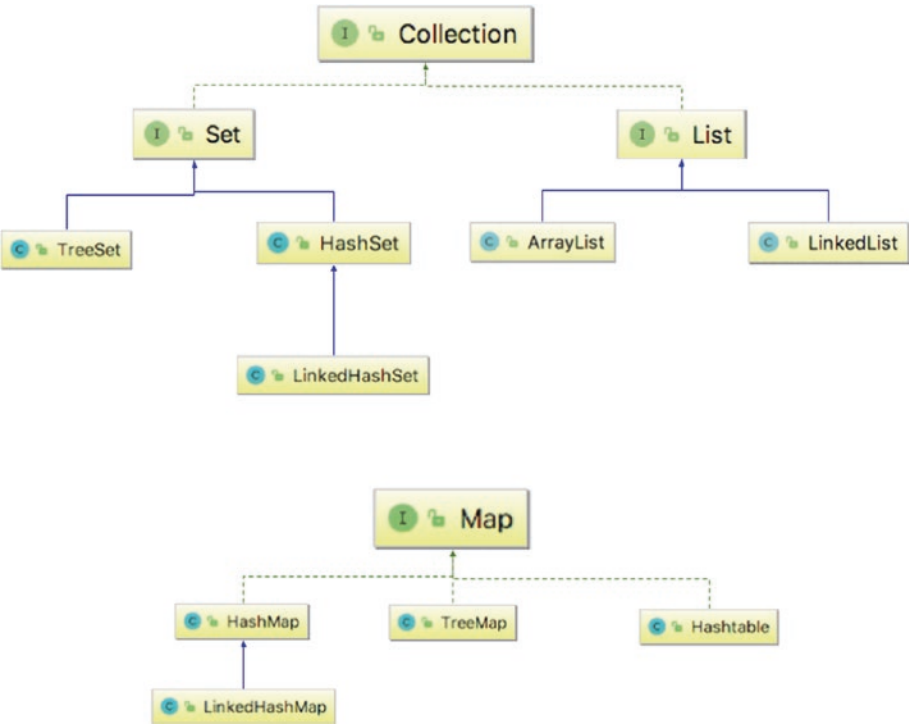 I Collection
I Set
I List
C TreeSet
C HashSet
C ArrayList
C LinkedList
C LinkedHashSet
I Map
C HashMap
C TreeMap
C Hashtable
C LinkedHashMap